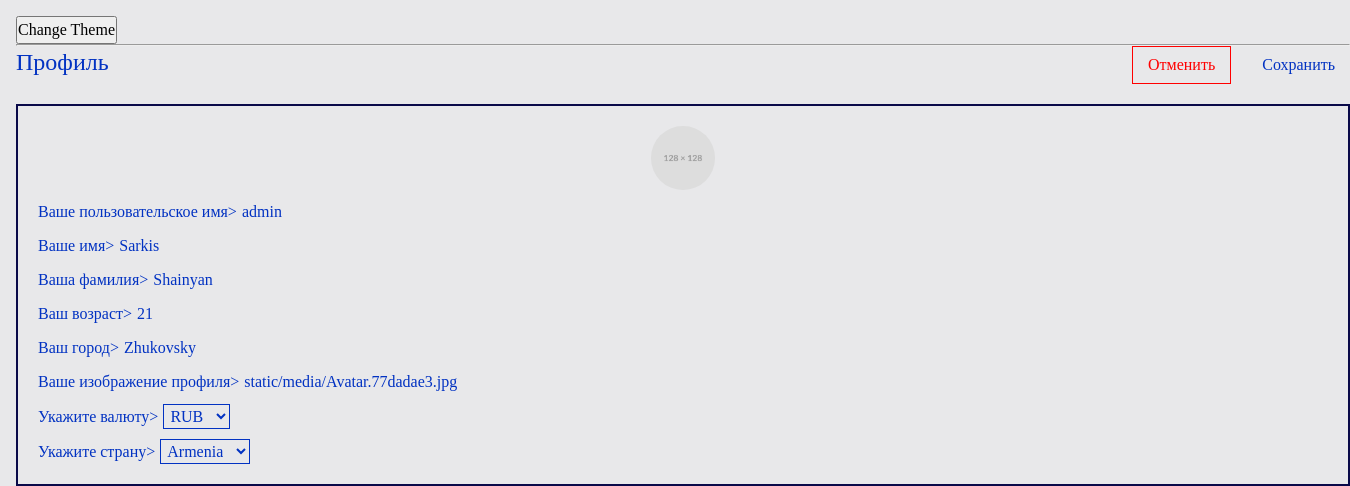 Change Theme
Профиль Отменить Сохранить
128 × 128
Ваше пользовательское имя> admin
Ваше имя> Sarkis
Ваша фамилия> Shainyan
Ваш возраст> 21
Ваш город> Zhukovsky
Ваше изображение профиля> static/media/Avatar.77dadae3.jpg
Укажите валюту> RUB
Укажите страну> Armenia